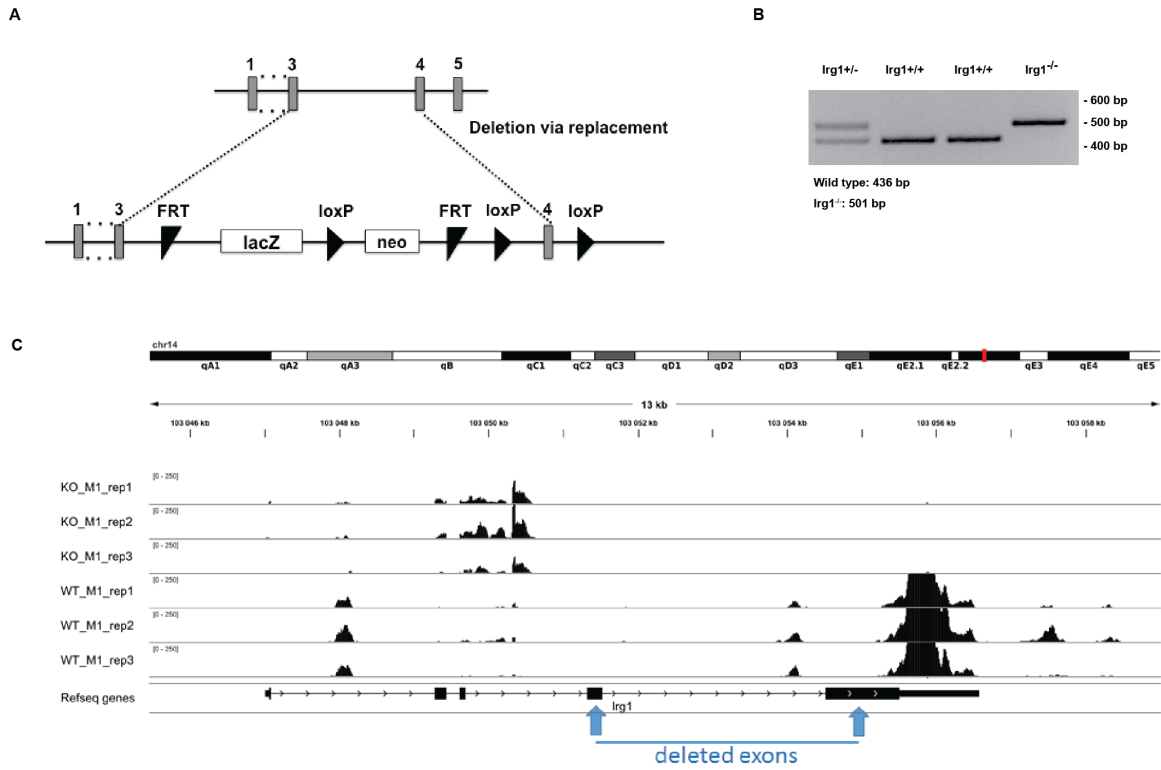 A
1 3 4 5
Deletion via replacement
1 3 FRT loxP FRT loxP 4 loxP
lacZ neo
B
Irg1+/- Irg1+/+ Irg1+/+ Irg1-/-
- 600 bp
- 500 bp
- 400 bp
Wild type: 436 bp
Irg1-/-: 501 bp
C
chr14
qA1 qA2 qA3 qB qC1 qC2 qC3 qD1 qD2 qD3 qE1 qE2.1 qE2.2 qE3 qE4 qE5
13 kb
103 046 kb 103 048 kb 103 050 kb 103 052 kb 103 054 kb 103 056 kb 103 058 kb
KO_M1_rep1 [0 - 250]
KO_M1_rep2 [0 - 250]
KO_M1_rep3 [0 - 250]
WT_M1_rep1 [0 - 250]
WT_M1_rep2 [0 - 250]
WT_M1_rep3 [0 - 250]
Refseq genes
Irg1
deleted exons